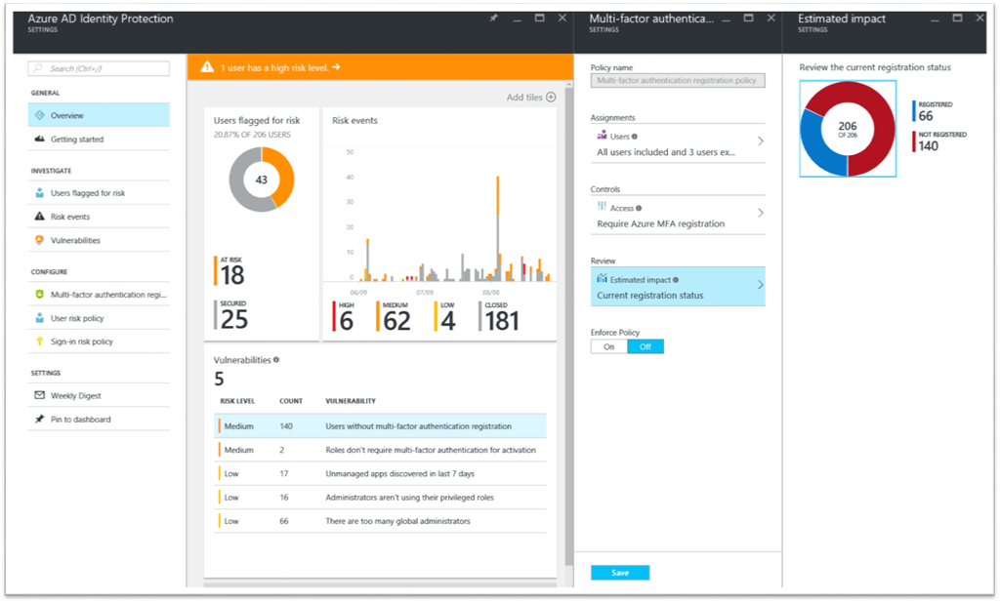 Azure AD Identity Protection
SETTINGS
Search (Ctrl+/)
GENERAL
Overview
Getting started
INVESTIGATE
Users flagged for risk
Risk events
Vulnerabilities
CONFIGURE
Multi-factor authentication regi...
User risk policy
Sign-in risk policy
SETTINGS
Weekly Digest
Pin to dashboard
1 user has a high risk level. →
Add tiles
Users flagged for risk
20.87% OF 206 USERS
43
AT RISK
18
SECURED
25
Risk events
50
40
30
20
10
0
06/09 07/09 08/08
HIGH
6
MEDIUM
62
LOW
4
CLOSED
181
Vulnerabilities
5
RISK LEVEL COUNT VULNERABILITY
Medium 140 Users without multi-factor authentication registration
Medium 2 Roles don't require multi-factor authentication for activation
Low 17 Unmanaged apps discovered in last 7 days
Low 16 Administrators aren't using their privileged roles
Low 66 There are too many global administrators
Multi-factor authentica...
SETTINGS
Policy name
Multi-factor authentication registration policy
Assignments
Users
All users included and 3 users ex...
Controls
Access
Require Azure MFA registration
Review
Estimated impact
Current registration status
Enforce Policy
On Off
Save
Estimated impact
SETTINGS
Review the current registration status
206
OF 206
REGISTERED
66
NOT REGISTERED
140